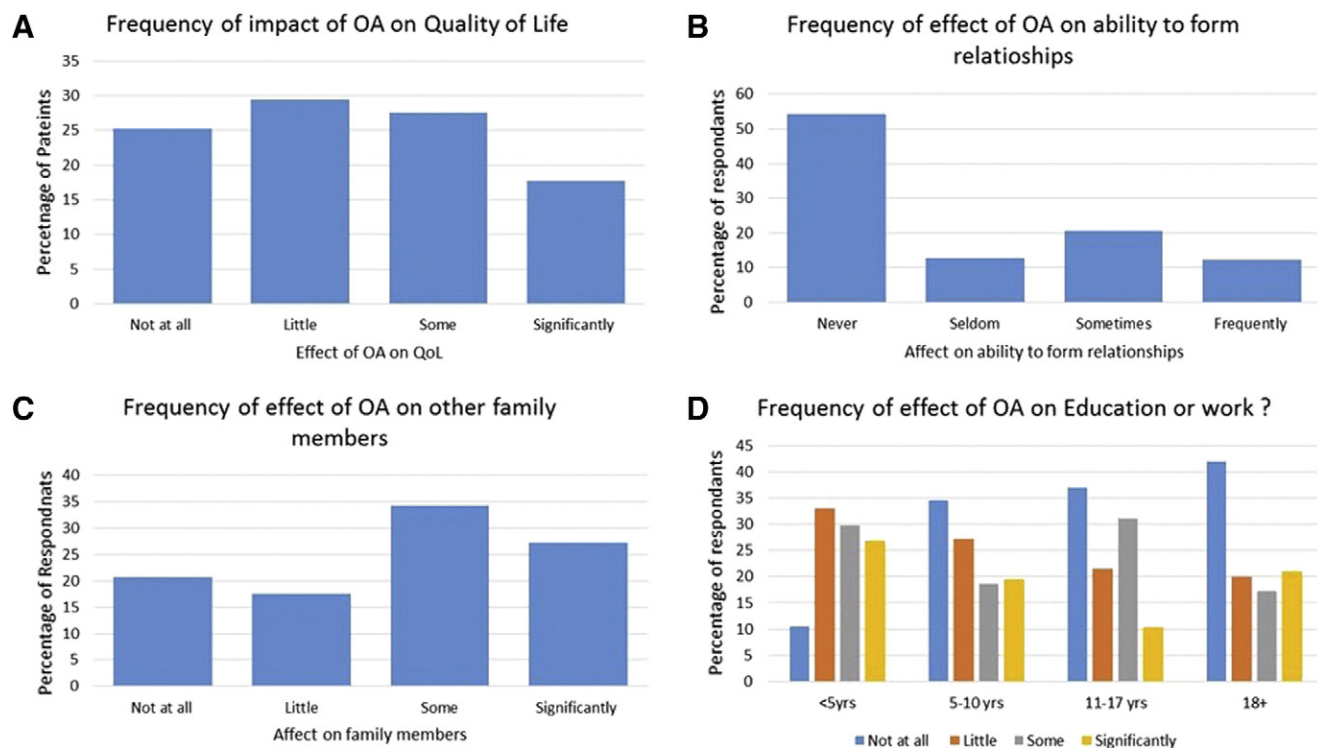 A
Frequency of impact of OA on Quality of Life
35
30
25
20
15
10
5
0
Percetnage of Pateints
Not at all
Little
Some
Significantly
Effect of OA on QoL
B
Frequency of effect of OA on ability to form
relatioships
60
50
40
30
20
10
0
Percentage of respondants
Never
Seldom
Sometimes
Frequently
Affect on ability to form relationships
C
Frequency of effect of OA on other family
members
40
35
30
25
20
15
10
5
0
Percentage of Respondnats
Not at all
Little
Some
Significantly
Affect on family members
D
Frequency of effect of OA on Education or work ?
45
40
35
30
25
20
15
10
5
0
Percentage of respondants
<5yrs
5-10 yrs
11-17 yrs
18+
Not at all
Little
Some
Significantly